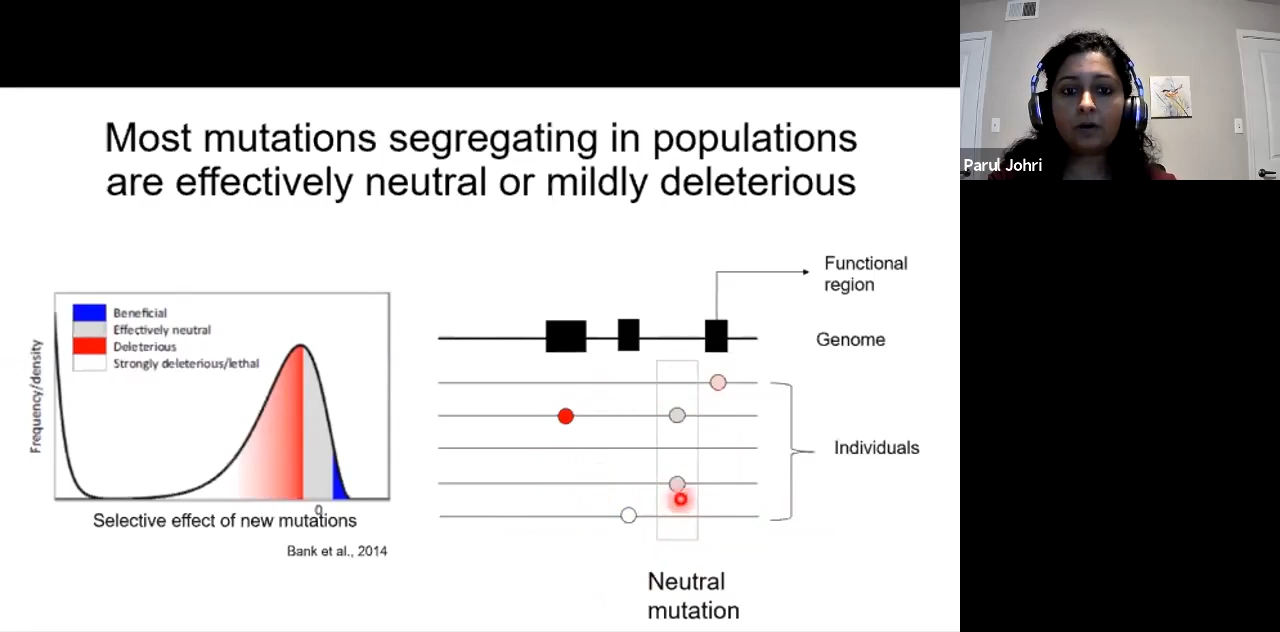 Most mutations segregating in populations
are effectively neutral or mildly deleterious
Parul Johri
Functional
region
Beneficial
Effectively neutral
Deleterious
Strongly deleterious/lethal
Frequency/density
Genome
Individuals
0
Selective effect of new mutations
Bank et al., 2014
Neutral
mutation